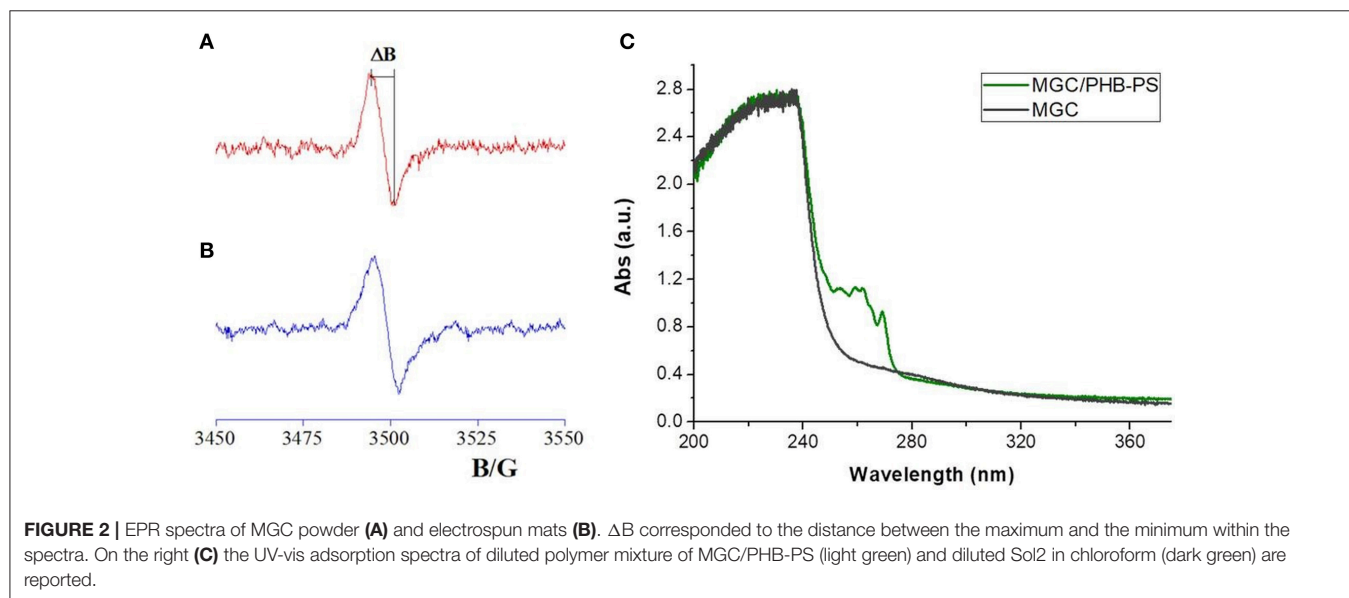 A
ΔB
B
3450 3475 3500 3525 3550
B/G
C
2.8
2.4
2.0
1.6
1.2
0.8
0.4
0.0
Abs (a.u.)
MGC/PHB-PS
MGC
200 240 280 320 360
Wavelength (nm)
FIGURE 2 | EPR spectra of MGC powder (A) and electrospun mats (B). ΔB corresponded to the distance between the maximum and the minimum within the
spectra. On the right (C) the UV-vis adsorption spectra of diluted polymer mixture of MGC/PHB-PS (light green) and diluted Sol2 in chloroform (dark green) are
reported.